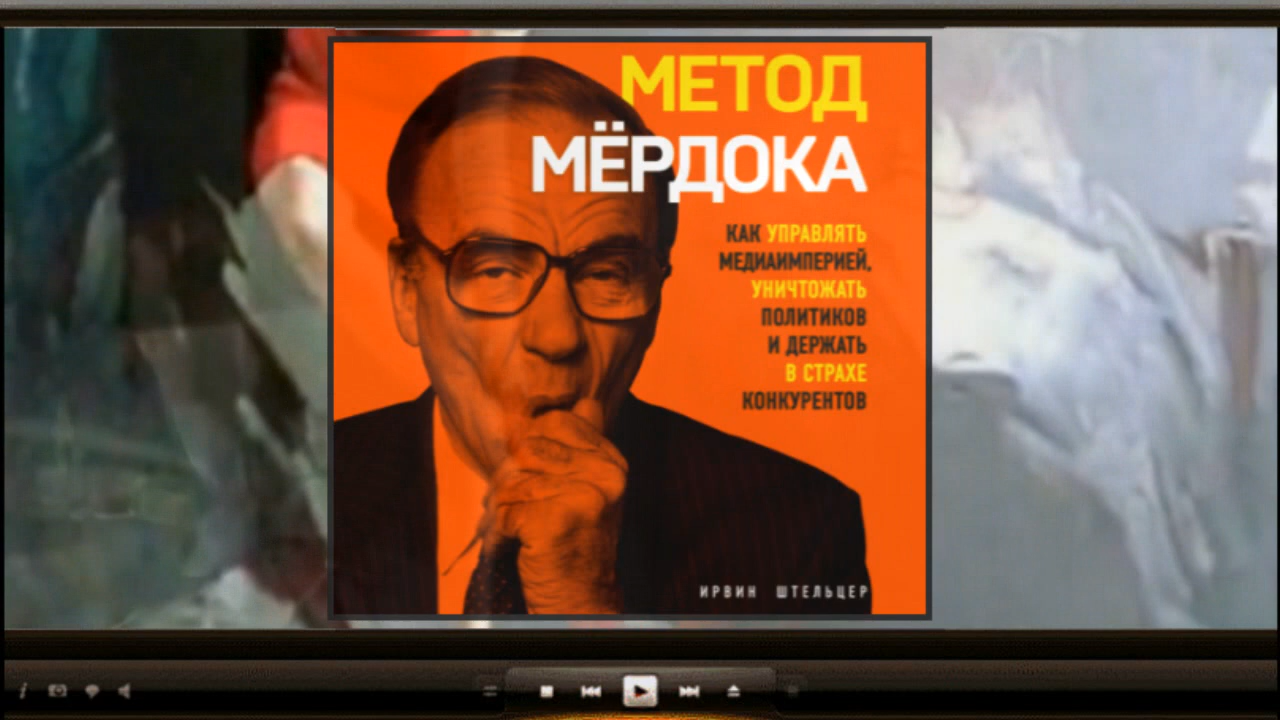 МЕТОД
МЁРДОКА
КАК УПРАВЛЯТЬ
МЕДИАИМПЕРИЕЙ,
УНИЧТОЖАТЬ
ПОЛИТИКОВ
И ДЕРЖАТЬ
В СТРАХЕ
КОНКУРЕНТОВ
ИРВИН ШТЕЛЬЦЕР